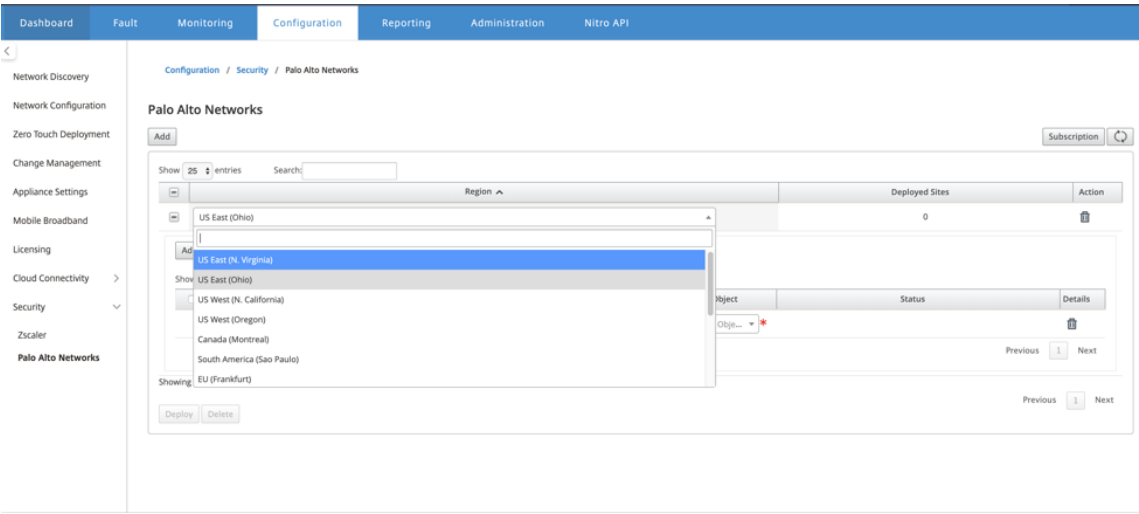 Dashboard Fault Monitoring Configuration Reporting Administration Nitro API
Network Discovery
Network Configuration
Zero Touch Deployment
Change Management
Appliance Settings
Mobile Broadband
Licensing
Cloud Connectivity
Security
Zscaler
Palo Alto Networks
Configuration / Security / Palo Alto Networks
Palo Alto Networks
Add Subscription
Show 25 entries Search:
Region Deployed Sites Action
US East (Ohio) 0
US East (N. Virginia)
US East (Ohio)
US West (N. California)
US West (Oregon)
Canada (Montreal)
South America (Sao Paulo)
EU (Frankfurt)
Status Details
Obje... *
Previous 1 Next
Showing
Previous 1 Next
Deploy Delete